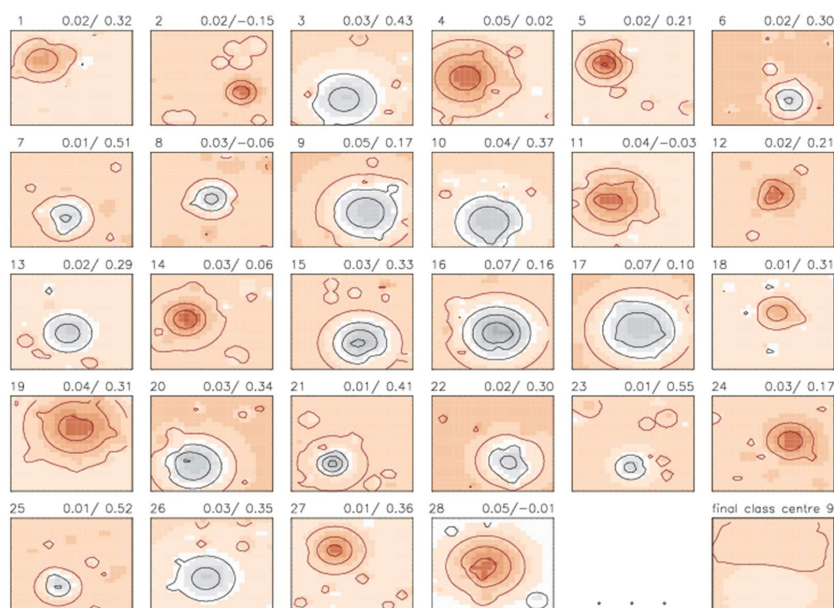 1 0.02/ 0.32 2 0.02/-0.15 3 0.03/ 0.43 4 0.05/ 0.02 5 0.02/ 0.21 6 0.02/ 0.30
7 0.01/ 0.51 8 0.03/-0.06 9 0.05/ 0.17 10 0.04/ 0.37 11 0.04/-0.03 12 0.02/ 0.21
13 0.02/ 0.29 14 0.03/ 0.06 15 0.03/ 0.33 16 0.07/ 0.16 17 0.07/ 0.10 18 0.01/ 0.31
19 0.04/ 0.31 20 0.03/ 0.34 21 0.01/ 0.41 22 0.02/ 0.30 23 0.01/ 0.55 24 0.03/ 0.17
25 0.01/ 0.52 26 0.03/ 0.35 27 0.01/ 0.36 28 0.05/-0.01 final class centre 9
. . .